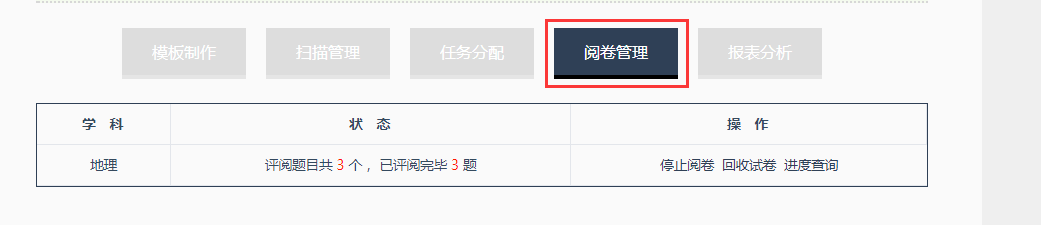 模板制作 扫描管理 任务分配 阅卷管理 报表分析
学 科 状 态 操 作
地理 评阅题目共 3 个 ，已评阅完毕 3 题 停止阅卷 回收试卷 进度查询